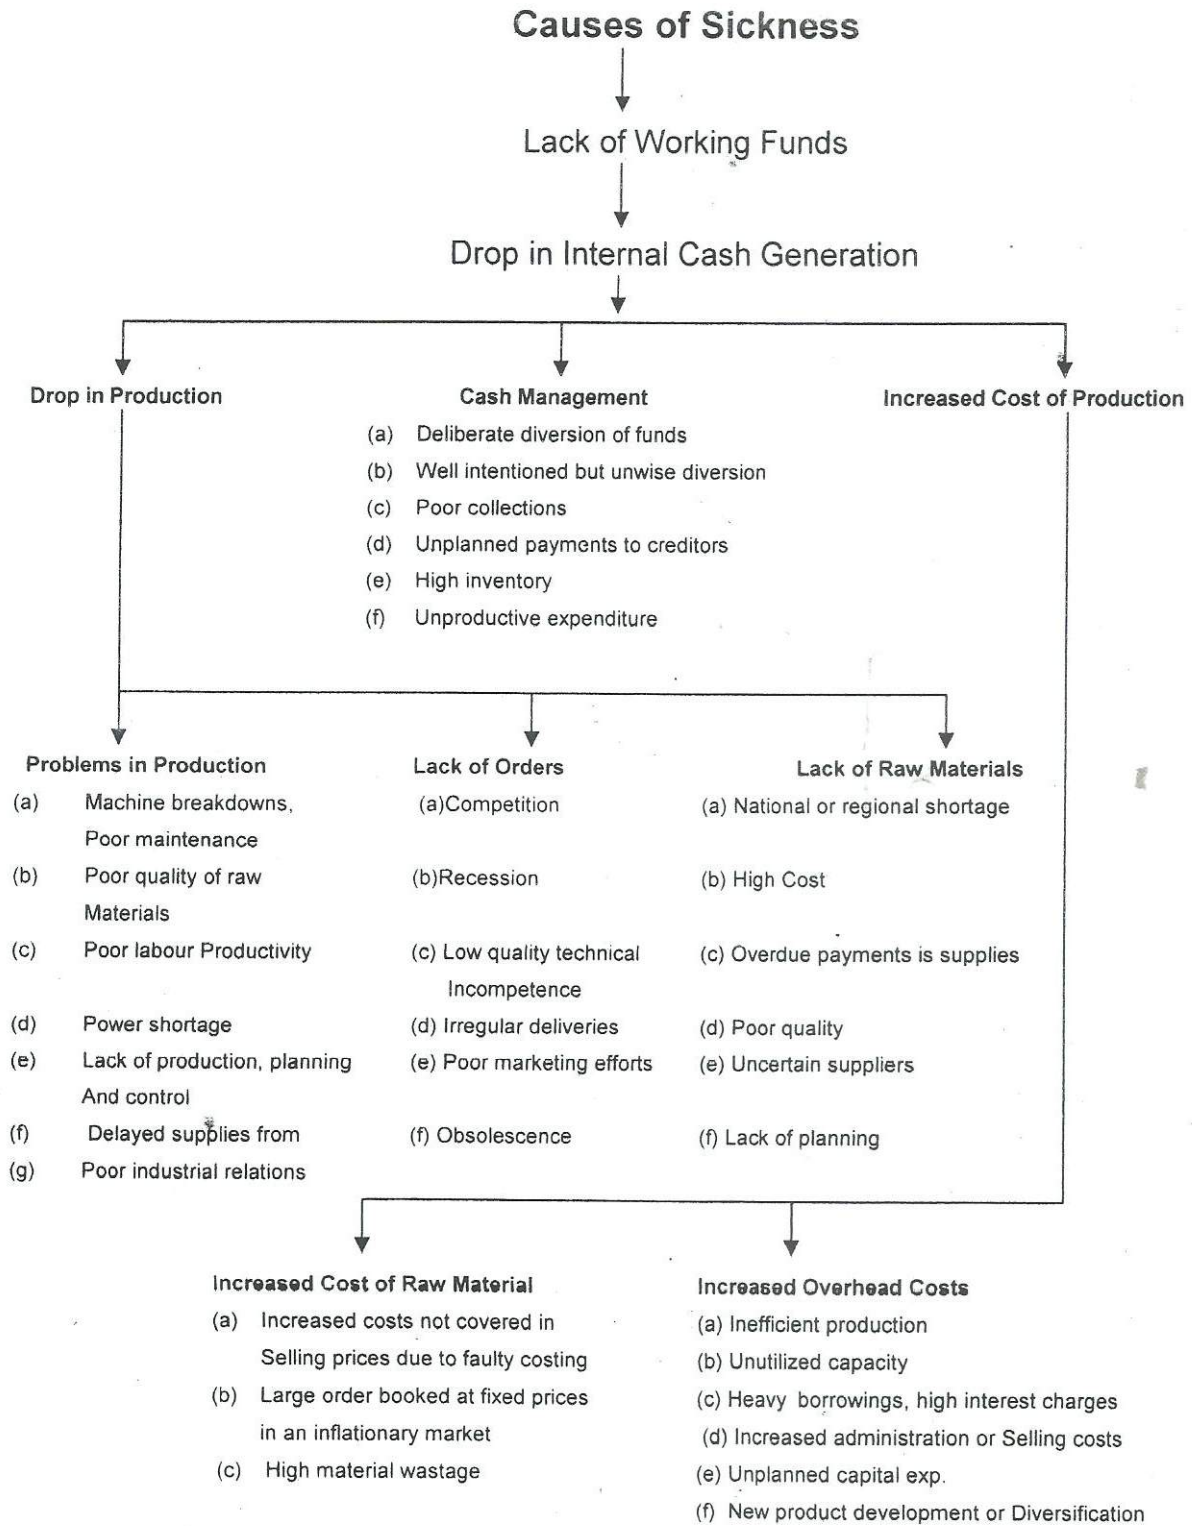 Causes of Sickness
Lack of Working Funds
Drop in Internal Cash Generation
Drop in Production
Cash Management
(a) Deliberate diversion of funds
(b) Well intentioned but unwise diversion
(c) Poor collections
(d) Unplanned payments to creditors
(e) High inventory
(f) Unproductive expenditure
Increased Cost of Production
Problems in Production
(a) Machine breakdowns,
Poor maintenance
(b) Poor quality of raw
Materials
(c) Poor labour Productivity
(d) Power shortage
(e) Lack of production, planning
And control
(f) Delayed supplies from
(g) Poor industrial relations
Lack of Orders
(a)Competition
(b)Recession
(c) Low quality technical
Incompetence
(d) Irregular deliveries
(e) Poor marketing efforts
(f) Obsolescence
Lack of Raw Materials
(a) National or regional shortage
(b) High Cost
(c) Overdue payments is supplies
(d) Poor quality
(e) Uncertain suppliers
(f) Lack of planning
Increased Cost of Raw Material
(a) Increased costs not covered in
Selling prices due to faulty costing
(b) Large order booked at fixed prices
in an inflationary market
(c) High material wastage
Increased Overhead Costs
(a) Inefficient production
(b) Unutilized capacity
(c) Heavy borrowings, high interest charges
(d) Increased administration or Selling costs
(e) Unplanned capital exp.
(f) New product development or Diversification